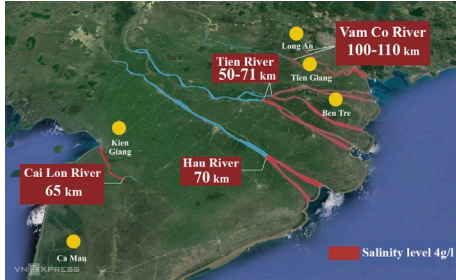 Vam Co River
100-110 km
Long An
Tien River
50-71 km
Tien Giang
Ben Tre
Kien
Giang
Hau River
70 km
Cai Lon River
65 km
Ca Mau
Salinity level 4g/l
VNEXPRESS